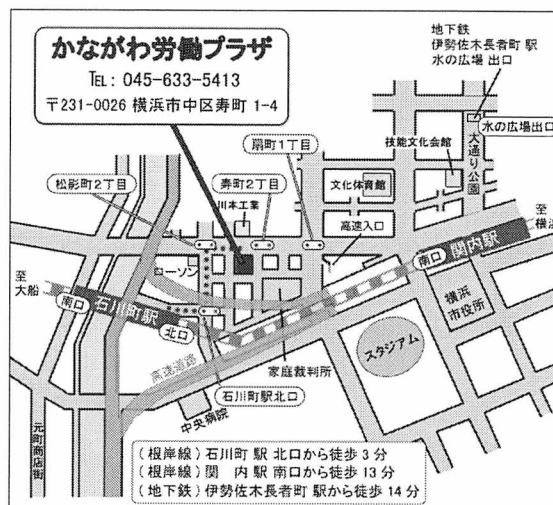 かながわ労働プラザ
TEL: 045-633-5413
〒231-0026 横浜市中区寿町 1-4
地下鉄
伊勢佐木長者町 駅
水の広場 出口
水の広場出口
大通り公園
技能文化会館
扇町1丁目
松影町2丁目
寿町2丁目
川本工業
文化体育館
高速入口
至
横浜
関内駅
南口
ローソン
至
大船
南口
石川町駅
北口
横浜
市役所
スタジアム
家庭裁判所
高速道路
石川町駅北口
中央病院
元町商店街
(根岸線) 石川町 駅 北口から徒歩 3 分
(根岸線) 関 内 駅 南口から徒歩 13 分
(地下鉄) 伊勢佐木長者町 駅から徒歩 14 分